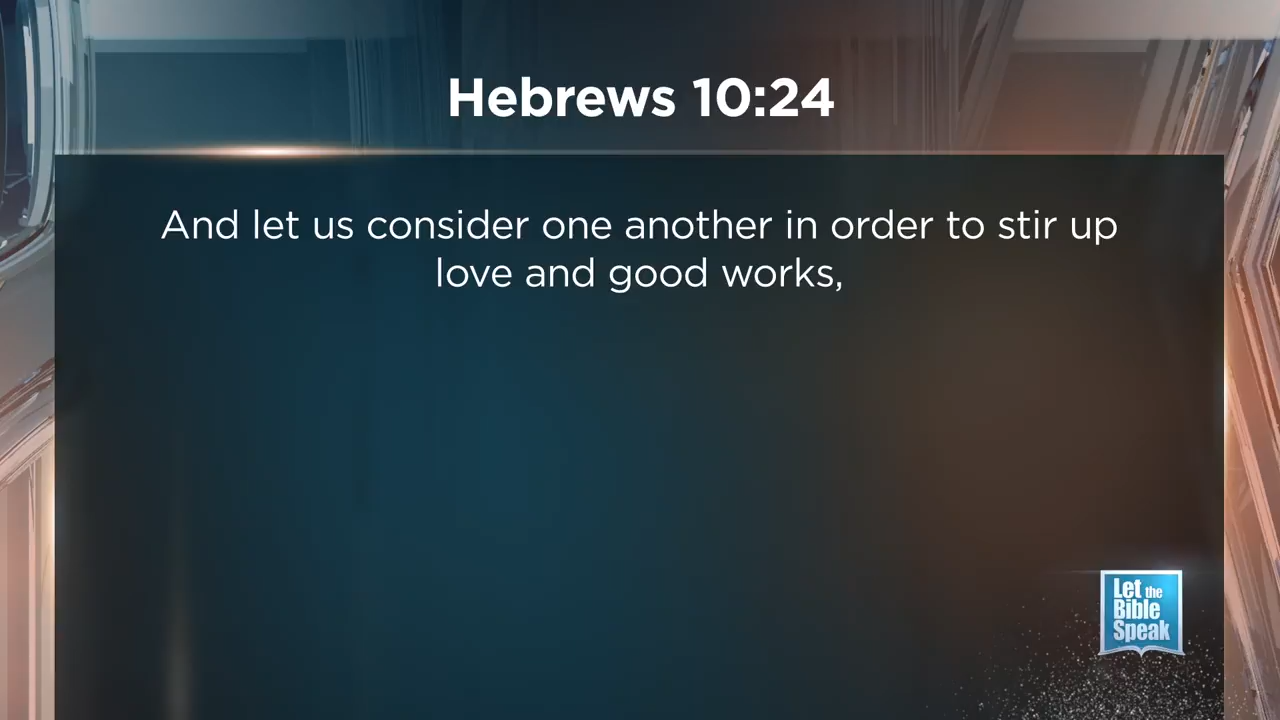 Hebrews 10:24
And let us consider one another in order to stir up
love and good works,
Let the
Bible
Speak